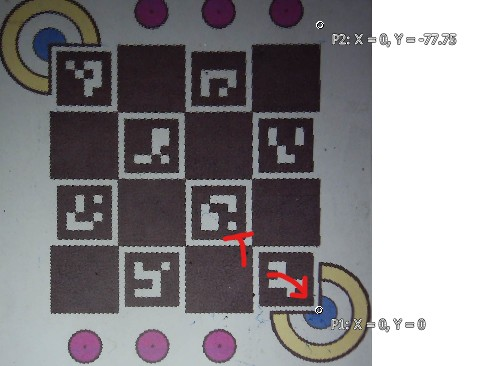 P2: X = 0, Y = -77.75
P1: X = 0, Y = 0